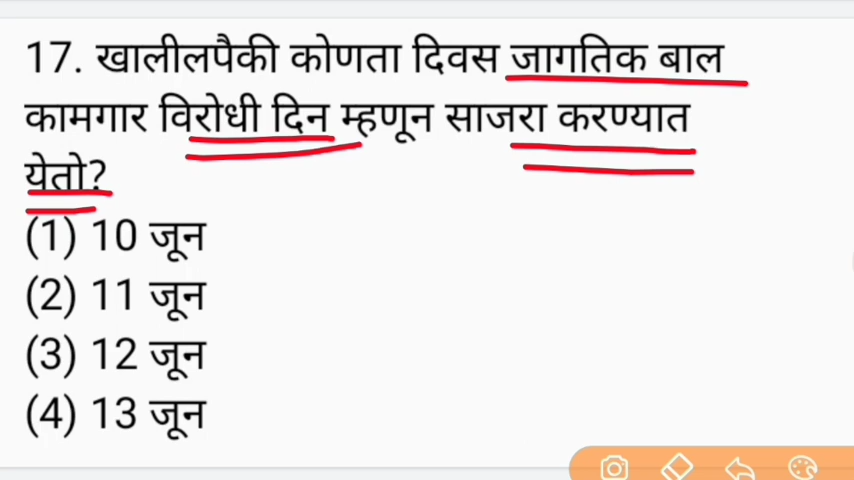 17. खालीलपैकी कोणता दिवस जागतिक बाल
कामगार विरोधी दिन म्हणून साजरा करण्यात
येतो?
(1) 10 जून
(2) 11 जून
(3) 12 जून
(4) 13 जून